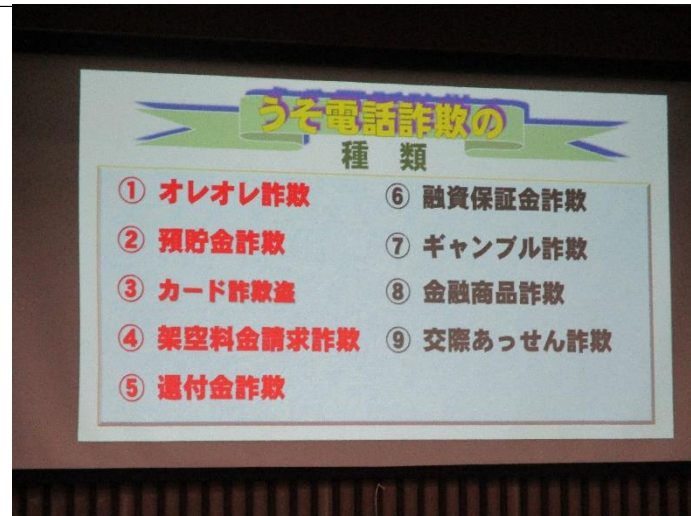 うそ電話詐欺の
種類
① オレオレ詐欺
② 預貯金詐欺
③ カード詐欺盗
④ 架空料金請求詐欺
⑤ 還付金詐欺
⑥ 融資保証金詐欺
⑦ ギャンブル詐欺
⑧ 金融商品詐欺
⑨ 交際あっせん詐欺